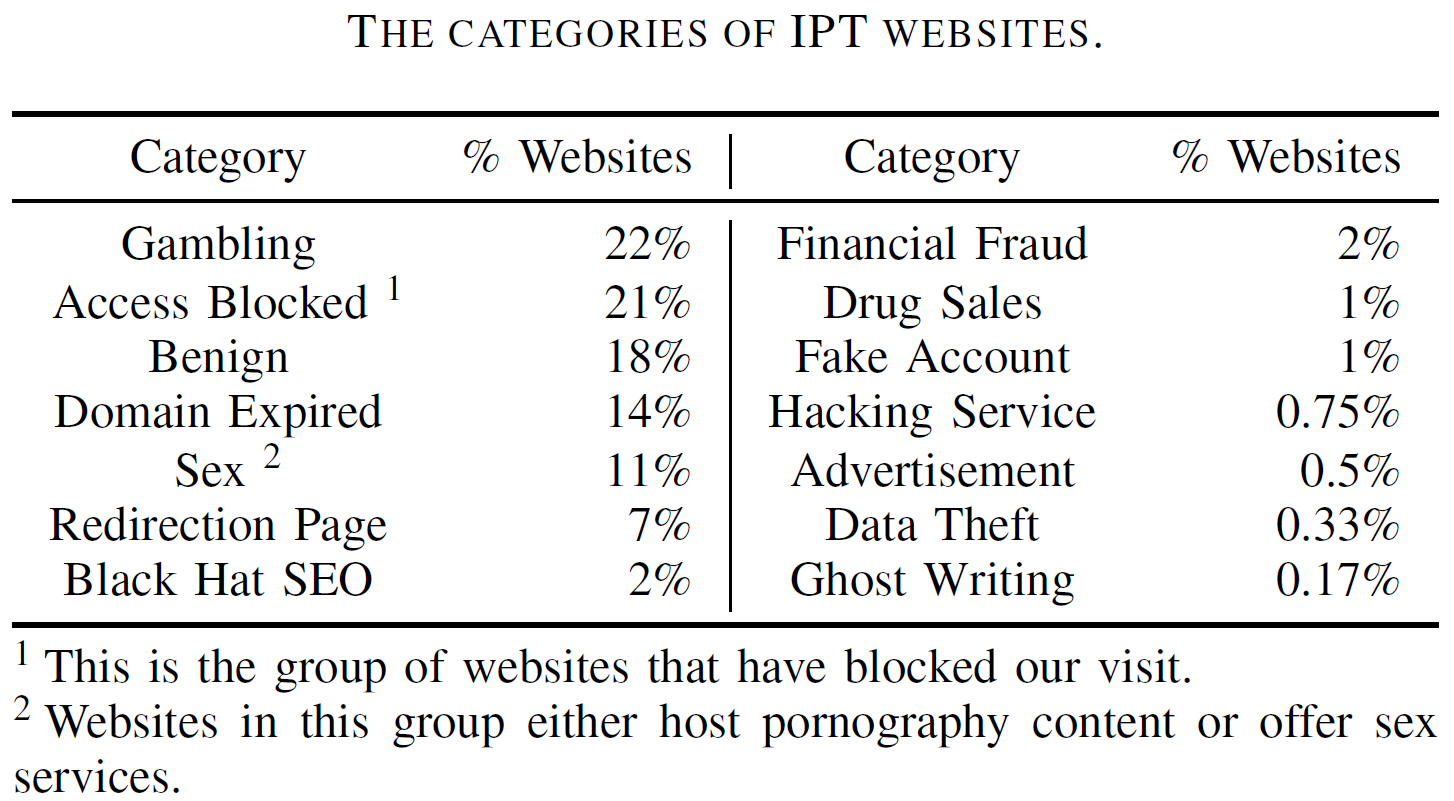 THE CATEGORIES OF IPT WEBSITES.
Category % Websites Category % Websites
Gambling 22% Financial Fraud 2%
Access Blocked 1 21% Drug Sales 1%
Benign 18% Fake Account 1%
Domain Expired 14% Hacking Service 0.75%
Sex 2 11% Advertisement 0.5%
Redirection Page 7% Data Theft 0.33%
Black Hat SEO 2% Ghost Writing 0.17%
1 This is the group of websites that have blocked our visit.
2 Websites in this group either host pornography content or offer sex
services.